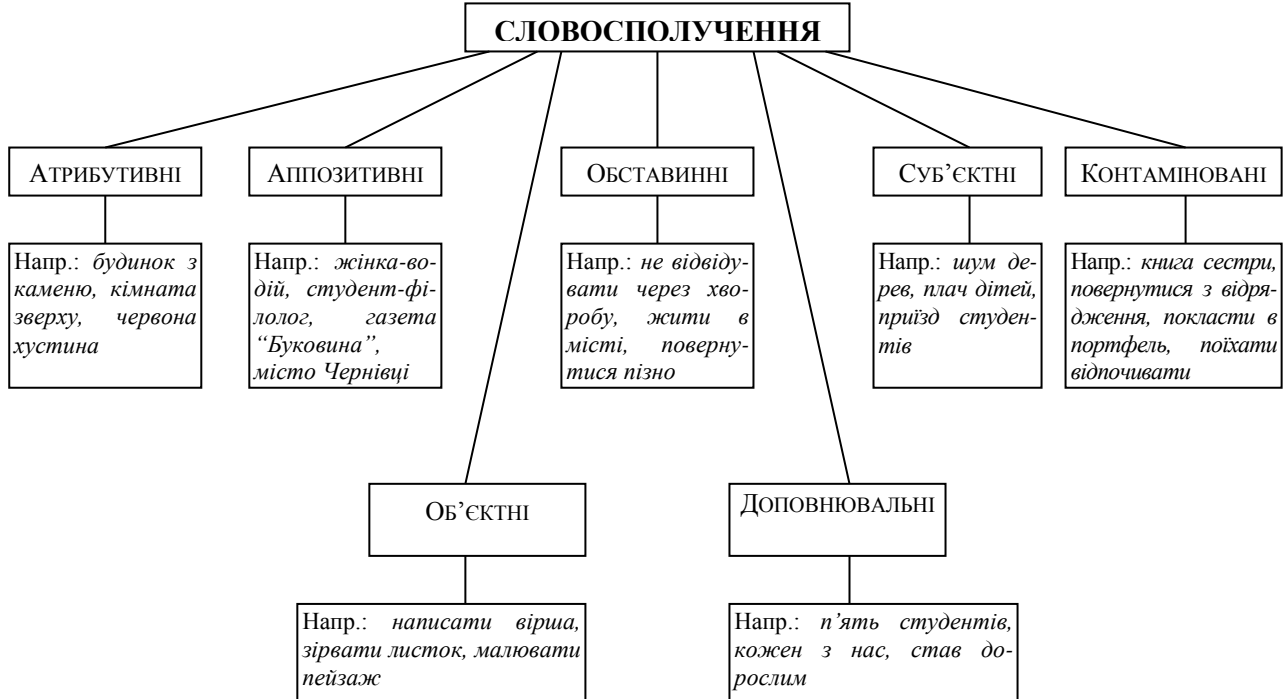 СЛОВОСПОЛУЧЕННЯ
АТРИБУТИВНІ
АППОЗИТИВНІ
ОБСТАВИННІ
СУБ’ЄКТНІ
КОНТАМІНОВАНІ
Напр.: будинок з
каменю, кімната
зверху, червона
хустина
Напр.: жінка-во-
дій, студент-фі-
лолог, газета
“Буковина”,
місто Чернівці
Напр.: не відвіду-
вати через хво-
робу, жити в
місті, поверну-
тися пізно
Напр.: шум де-
рев, плач дітей,
приїзд студен-
тів
Напр.: книга сестри,
повернутися з відря-
дження, покласти в
портфель, поїхати
відпочивати
ОБ’ЄКТНІ
ДОПОВНЮВАЛЬНІ
Напр.: написати вірша,
зірвати листок, малювати
пейзаж
Напр.: п’ять студентів,
кожен з нас, став до-
рослим